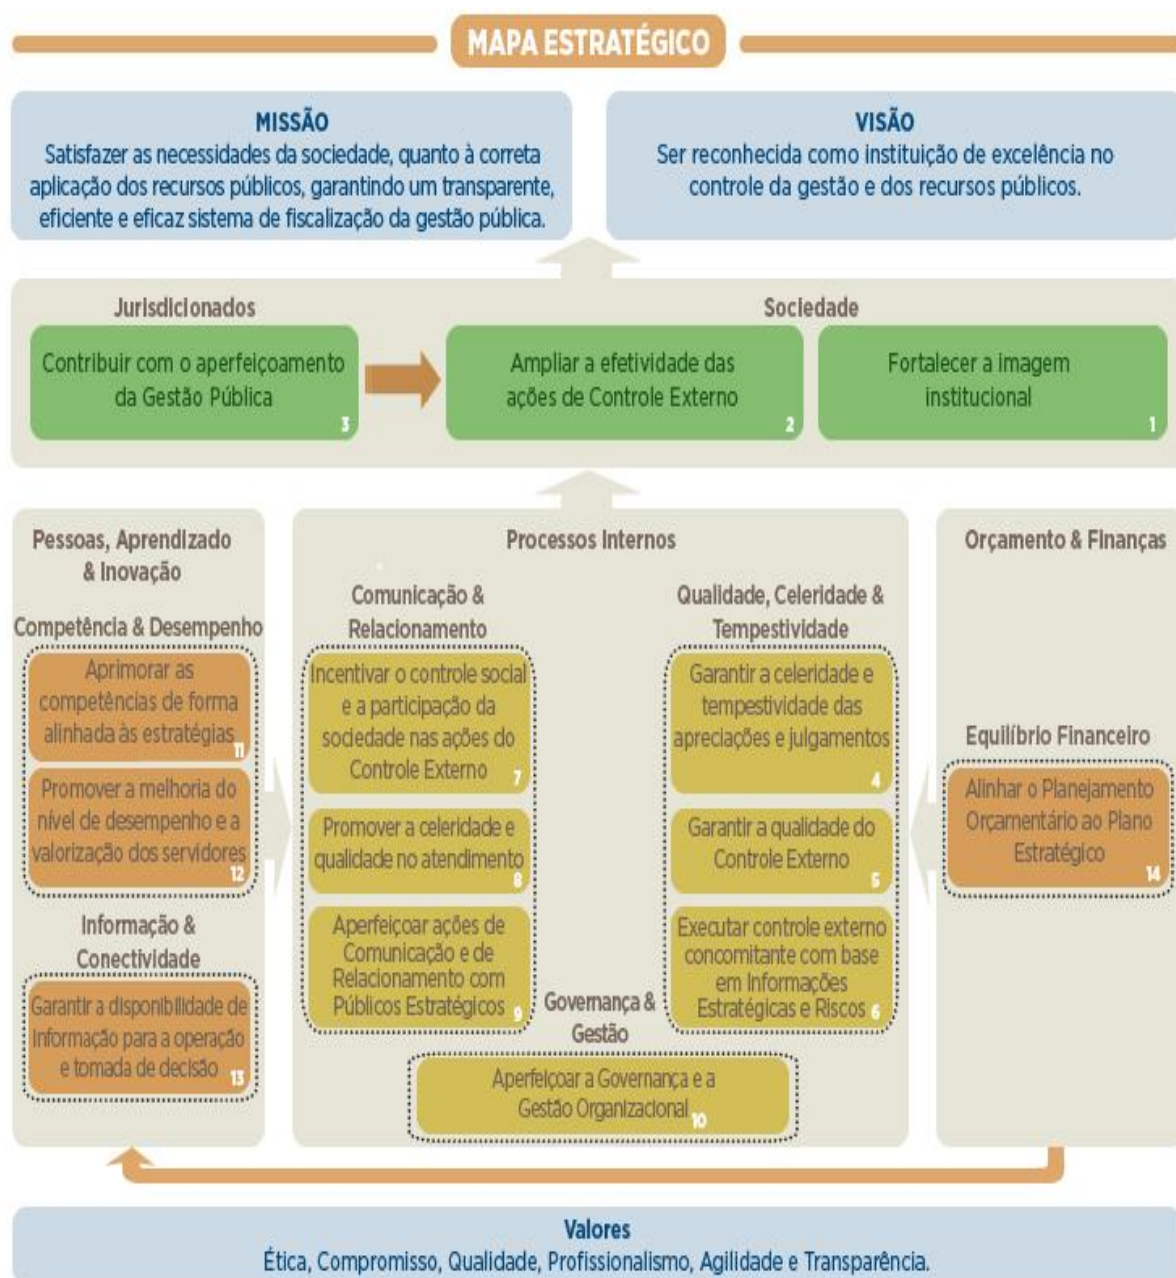 MAPA ESTRATÉGICO
MISSÃO
Satisfazer as necessidades da sociedade, quanto à correta
aplicação dos recursos públicos, garantindo um transparente,
eficiente e eficaz sistema de fiscalização da gestão pública.
VISÃO
Ser reconhecida como instituição de excelência no
controle da gestão e dos recursos públicos.
Jurisdicionados
Contribuir com o aperfeiçoamento
da Gestão Pública
3
Sociedade
Ampliar a efetividade das
ações de Controle Externo
2
Fortalecer a imagem
institucional
1
Pessoas, Aprendizado
& Inovação
Competência & Desempenho
Aprimorar as
competências de forma
alinhada às estratégias
11
Promover a melhoria do
nível de desempenho e a
valorização dos servidores
12
Informação &
Conectividade
Garantir a disponibilidade de
Informação para a operação
e tomada de decisão
13
Processos Internos
Comunicação &
Relacionamento
Incentivar o controle social
e a participação da
sociedade nas ações do
Controle Externo
7
Promover a celeridade e
qualidade no atendimento
8
Aperfeiçoar ações de
Comunicação e de
Relacionamento com
Públicos Estratégicos
9
Qualidade, Celeridade &
Tempestividade
Garantir a celeridade e
tempestividade das
apreciações e julgamentos
4
Garantir a qualidade do
Controle Externo
5
Executar controle externo
concomitante com base
em Informações
Estratégicas e Riscos
6
Governança &
Gestão
Aperfeiçoar a Governança e a
Gestão Organizacional
10
Orçamento & Finanças
Equilíbrio Financeiro
Alinhar o Planejamento
Orçamentário ao Plano
Estratégico
14
Valores
Ética, Compromisso, Qualidade, Profissionalismo, Agilidade e Transparência.